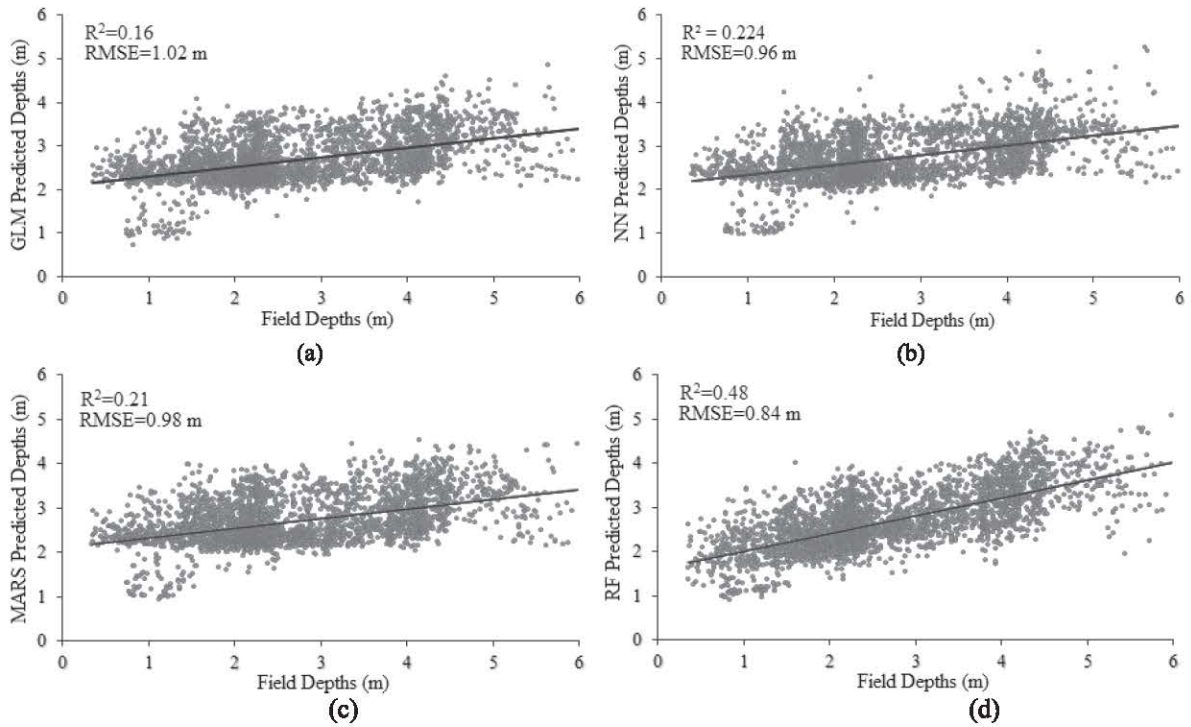 R²=0.16
RMSE=1.02 m
GLM Predicted Depths (m)
6
5
4
3
2
1
0
0 1 2 3 4 5 6
Field Depths (m)
(a)
R² = 0.224
RMSE=0.96 m
NN Predicted Depths (m)
6
5
4
3
2
1
0
0 1 2 3 4 5 6
Field Depths (m)
(b)
R²=0.21
RMSE=0.98 m
MARS Predicted Depths (m)
6
5
4
3
2
1
0
0 1 2 3 4 5 6
Field Depths (m)
(c)
R²=0.48
RMSE=0.84 m
RF Predicted Depths (m)
6
5
4
3
2
1
0
0 1 2 3 4 5 6
Field Depths (m)
(d)